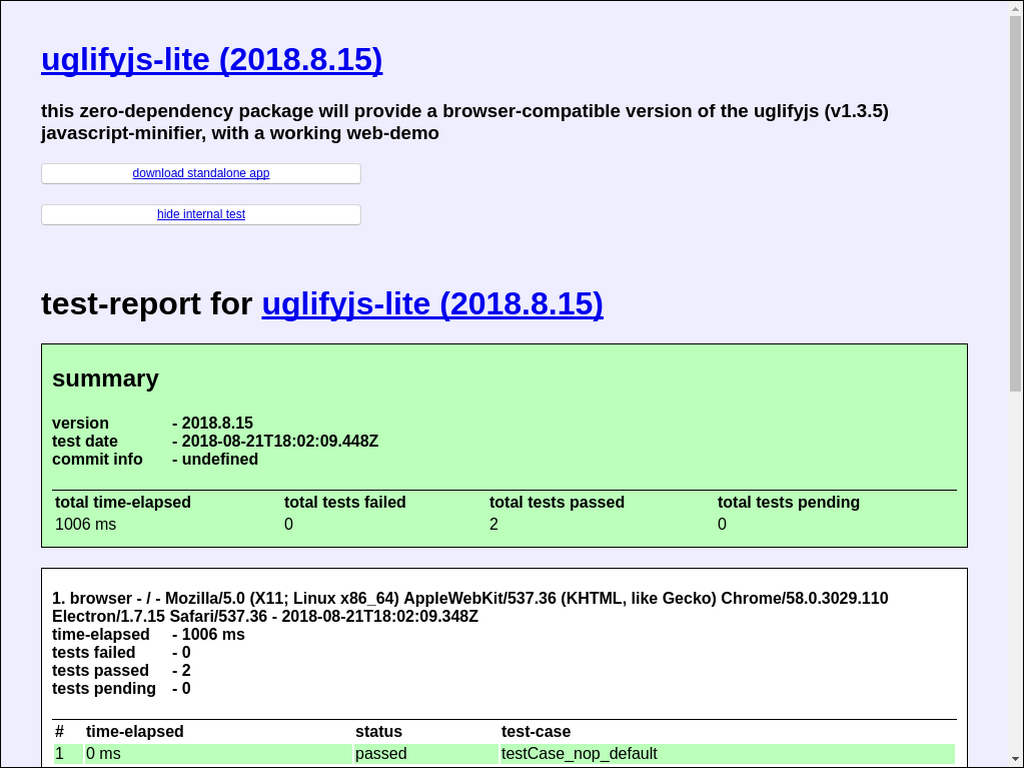 uglifyjs-lite (2018.8.15)
this zero-dependency package will provide a browser-compatible version of the uglifyjs (v1.3.5)
javascript-minifier, with a working web-demo
download standalone app
hide internal test
test-report for uglifyjs-lite (2018.8.15)
summary
version - 2018.8.15
test date - 2018-08-21T18:02:09.448Z
commit info - undefined
total time-elapsed total tests failed total tests passed total tests pending
1006 ms 0 2 0
1. browser - / - Mozilla/5.0 (X11; Linux x86_64) AppleWebKit/537.36 (KHTML, like Gecko) Chrome/58.0.3029.110
Electron/1.7.15 Safari/537.36 - 2018-08-21T18:02:09.348Z
time-elapsed - 1006 ms
tests failed - 0
tests passed - 2
tests pending - 0
# time-elapsed status test-case
1 0 ms passed testCase_nop_default